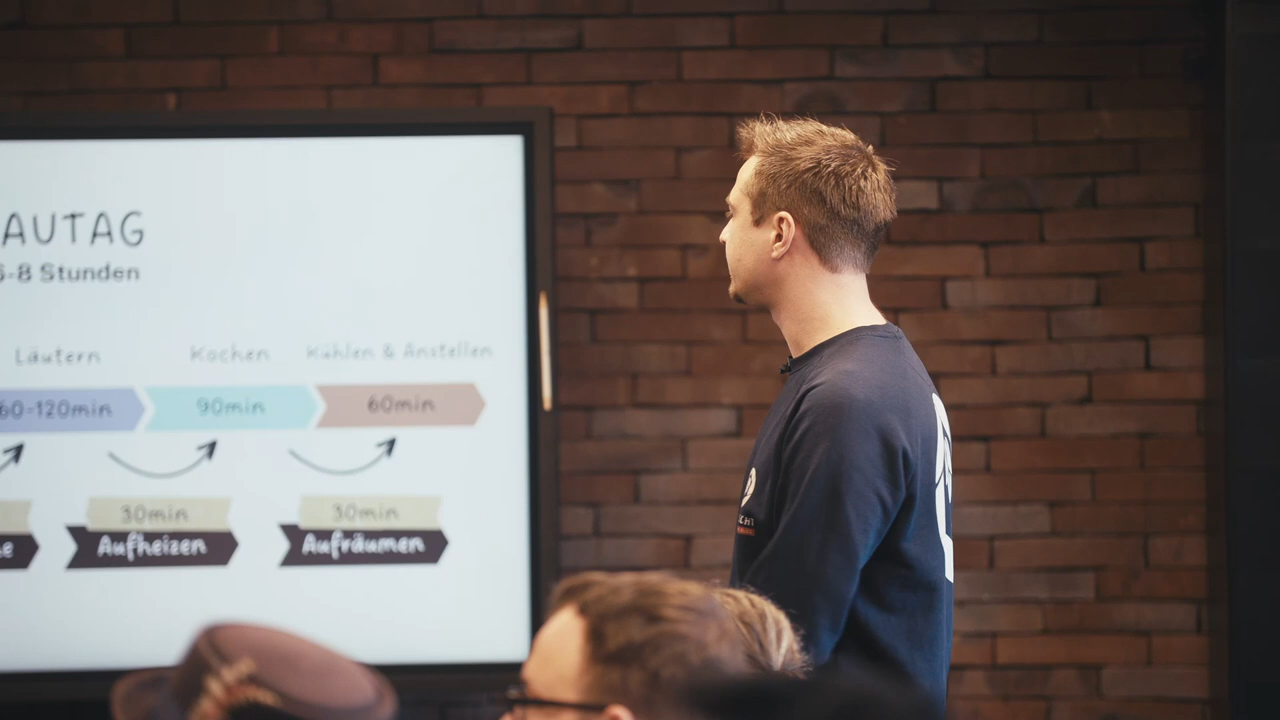 AUTAG
6-8 Stunden
Läutern Kochen Kühlen & Anstellen
60-120min 90min 60min
30min 30min
Aufheizen Aufräumen